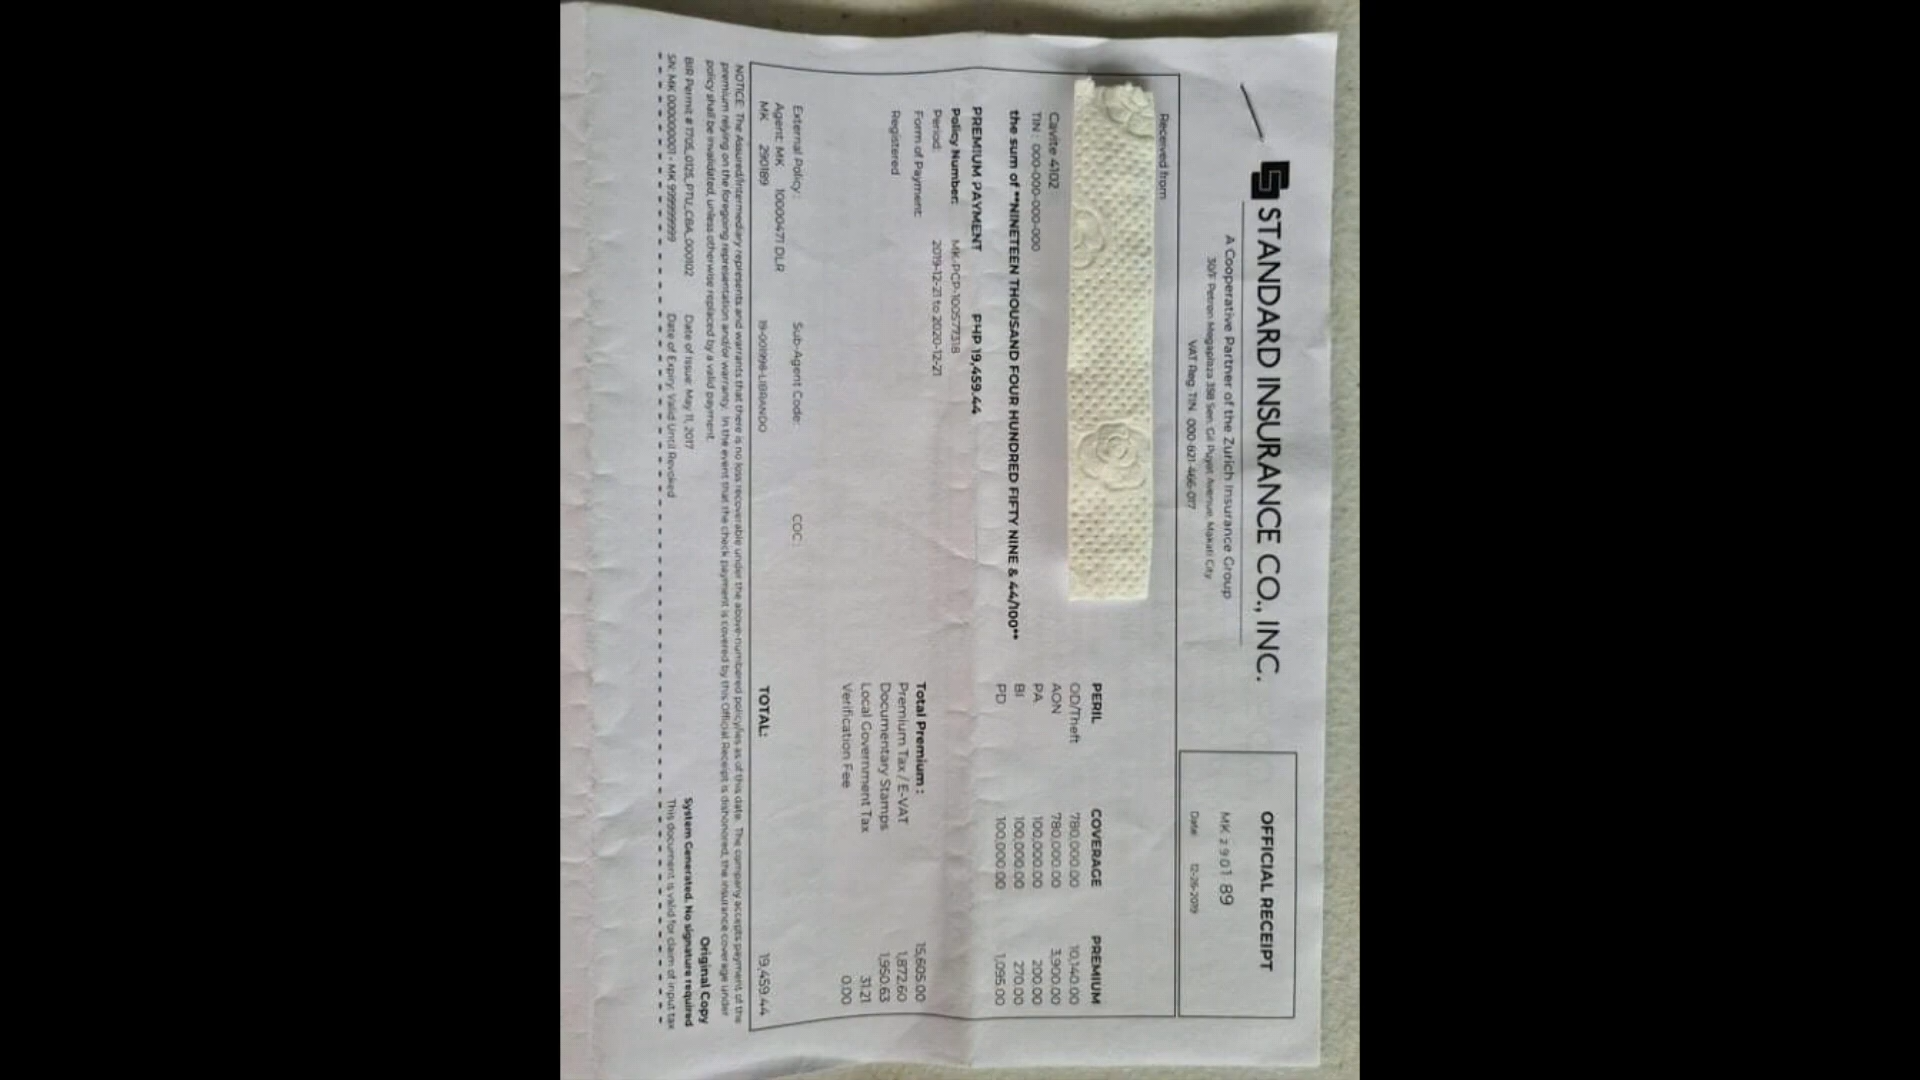 STANDARD INSURANCE CO., INC.
A Cooperative Partner of the Zurich Insurance Group
30/F Petron Megaplaza 358 Sen. Gil Puyat Avenue, Makati City
VAT Reg. TIN 000-821-466-017
OFFICIAL RECEIPT
MK 290189
Date: 12-26-2019
Received from
Cavite 4102
TIN : 000-000-000-000
the sum of **NINETEEN THOUSAND FOUR HUNDRED FIFTY NINE & 44/100**
PREMIUM PAYMENT PHP 19,459.44
Policy Number: MK-PCP-100577318
Period: 2019-12-21 to 2020-12-21
Form of Payment:
Registered
PERIL COVERAGE PREMIUM
OD/Theft 780,000.00 10,140.00
AON 780,000.00 3,900.00
PA 100,000.00 200.00
BI 100,000.00 270.00
PD 100,000.00 1,095.00
Total Premium : 15,605.00
Premium Tax / E-VAT 1,872.60
Documentary Stamps 1,950.63
Local Government Tax 31.21
Verification Fee 0.00
External Policy : Sub-Agent Code: COC :
Agent: MK 10000471 DLR
MK 290189 19-001998-LIBRANDO TOTAL: 19,459.44
NOTICE: The Assured/Intermediary represents and warrants that there is no loss recoverable under the above-numbered policy/ies as of this date. The company accepts payment of the
premium relying on the foregoing representation and/or warranty. In the event that the check payment is covered by this Official Receipt is dishonored, the insurance coverage under
policy shall be invalidated, unless otherwise replaced by a valid payment.
Original Copy
BIR Permit # 1705_0125_PTU_CBA_000102 Date of Issue: May 11, 2017 System Generated. No signature required
SN: MK 000000001 - MK 999999999 Date of Expiry: Valid Until Revoked This document is valid for claim of input tax